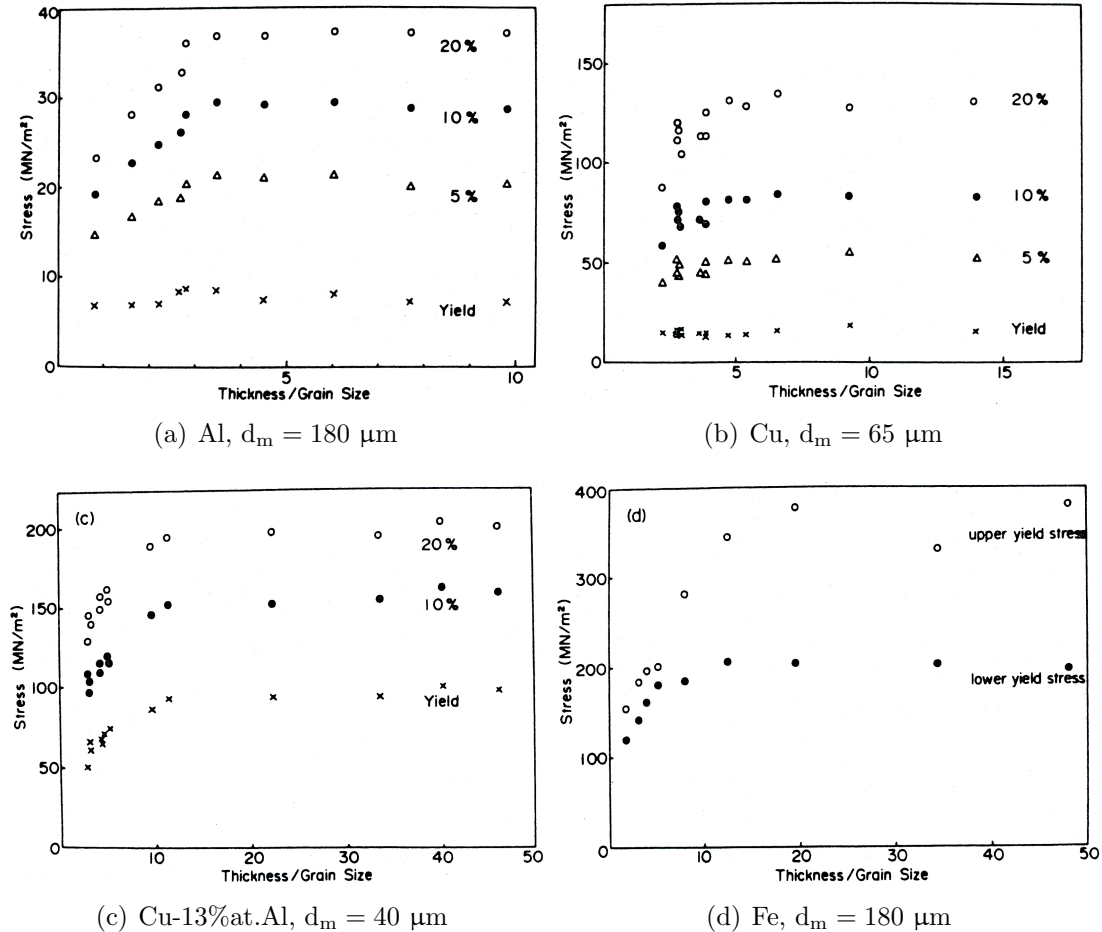 40
30
20
10
0
5
10
Stress (MN/m²)
Thickness/Grain Size
20%
10%
5%
Yield
(a) Al, dm = 180 µm
150
100
50
0
5
10
15
Stress (MN/m²)
Thickness/Grain Size
20%
10%
5%
Yield
(b) Cu, dm = 65 µm
(c)
200
150
100
50
0
10
20
30
40
50
Stress (MN/m²)
Thickness/Grain Size
20%
10%
Yield
(c) Cu-13%at.Al, dm = 40 µm
(d)
400
300
200
100
0
10
20
30
40
50
Stress (MN/m²)
Thickness/Grain Size
upper yield stress
lower yield stress
(d) Fe, dm = 180 µm